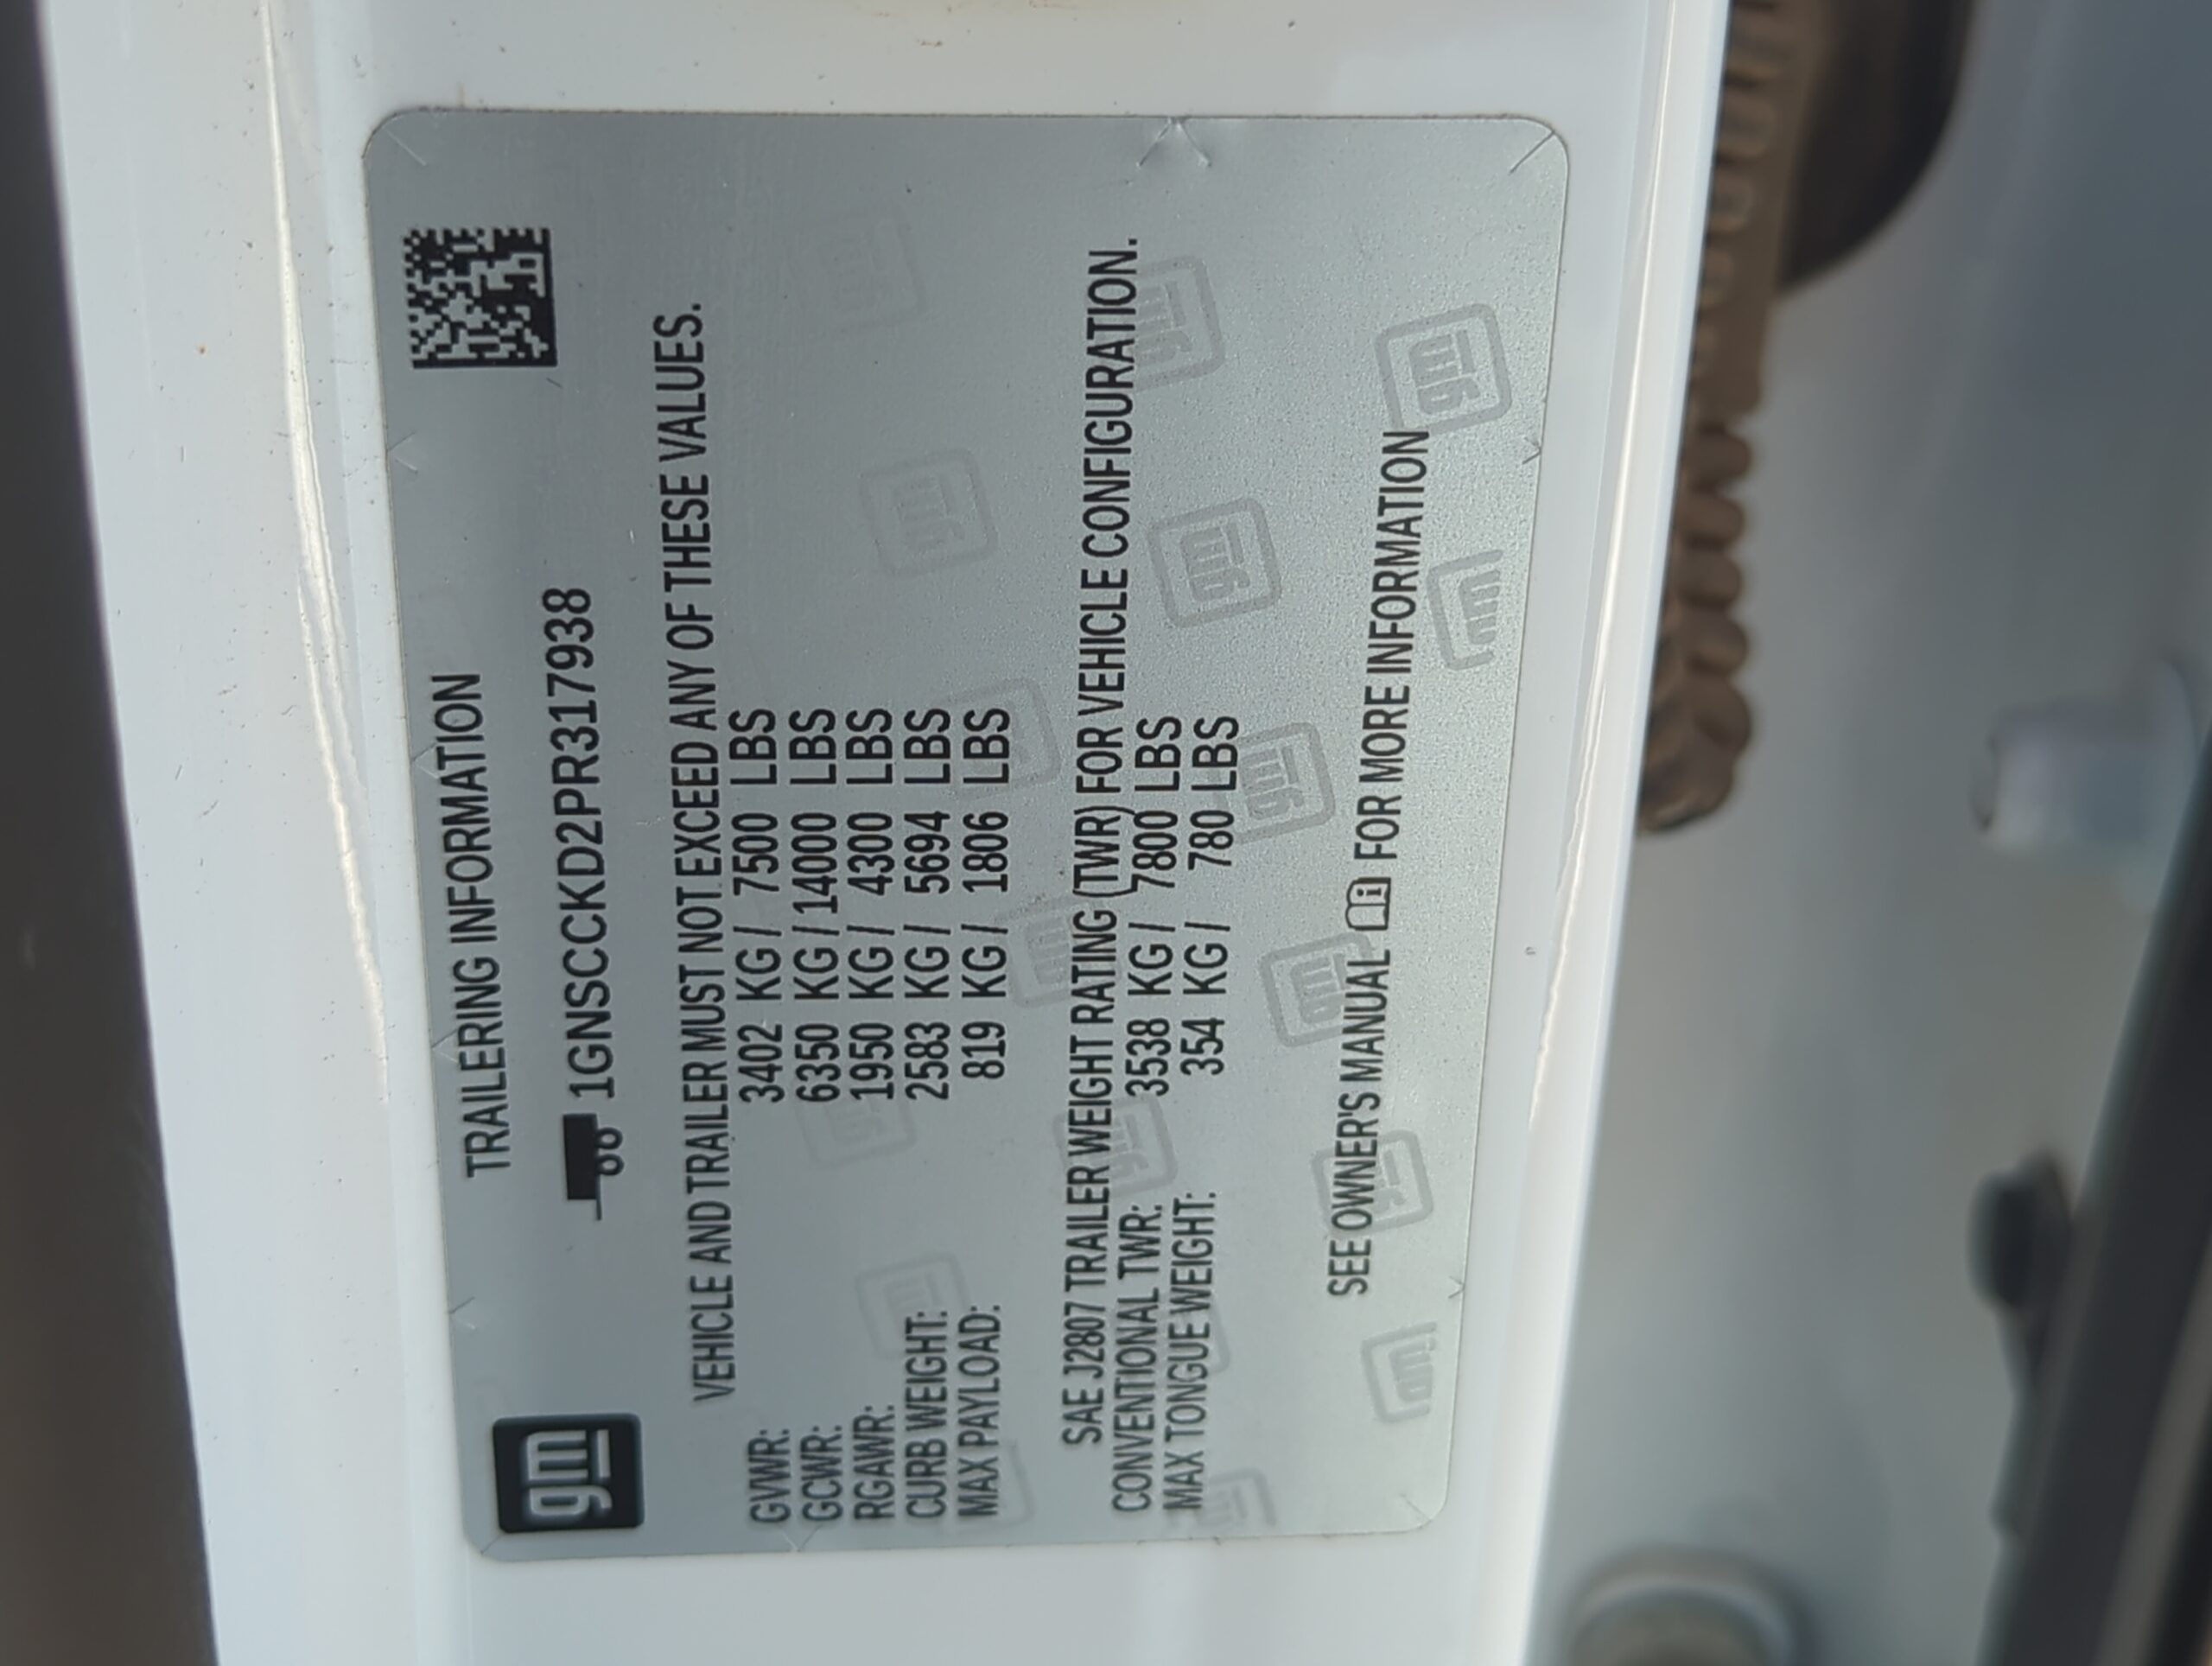 gm
TRAILERING INFORMATION
1GNSCCKD2PR317938
VEHICLE AND TRAILER MUST NOT EXCEED ANY OF THESE VALUES.
GVWR: 3402 KG / 7500 LBS
GCWR: 6350 KG / 14000 LBS
RGAWR: 1950 KG / 4300 LBS
CURB WEIGHT: 2583 KG / 5694 LBS
MAX PAYLOAD: 819 KG / 1806 LBS
SAE J2807 TRAILER WEIGHT RATING (TWR) FOR VEHICLE CONFIGURATION.
CONVENTIONAL TWR: 3538 KG / 7800 LBS
MAX TONGUE WEIGHT: 354 KG / 780 LBS
SEE OWNER'S MANUAL FOR MORE INFORMATION